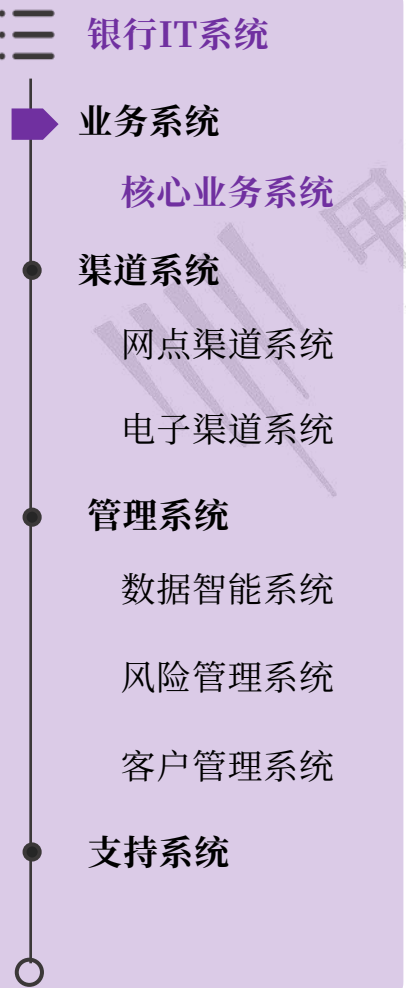 银行IT系统
业务系统
核心业务系统
渠道系统
网点渠道系统
电子渠道系统
管理系统
数据智能系统
风险管理系统
客户管理系统
支持系统
甲